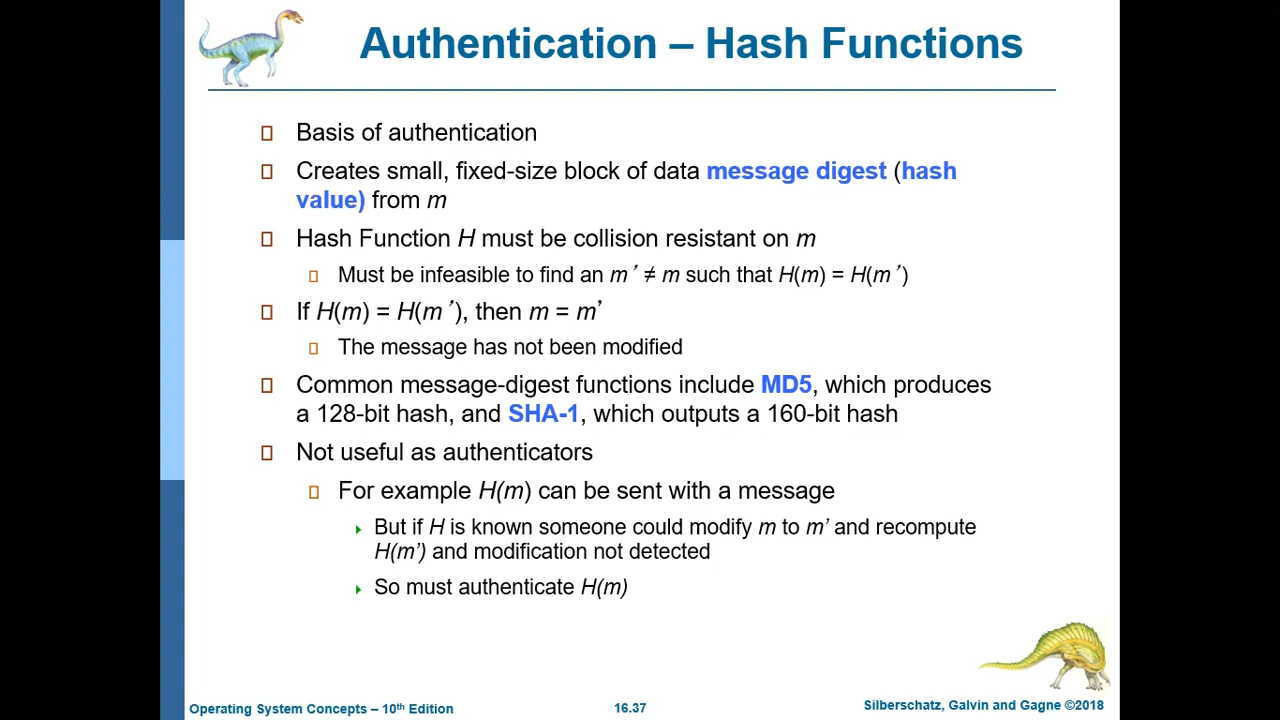 Authentication – Hash Functions
Basis of authentication
Creates small, fixed-size block of data message digest (hash
value) from m
Hash Function H must be collision resistant on m
Must be infeasible to find an m ’ ≠ m such that H(m) = H(m ’)
If H(m) = H(m ’), then m = m’
The message has not been modified
Common message-digest functions include MD5, which produces
a 128-bit hash, and SHA-1, which outputs a 160-bit hash
Not useful as authenticators
For example H(m) can be sent with a message
But if H is known someone could modify m to m’ and recompute
H(m’) and modification not detected
So must authenticate H(m)
Operating System Concepts – 10th Edition
16.37
Silberschatz, Galvin and Gagne ©2018